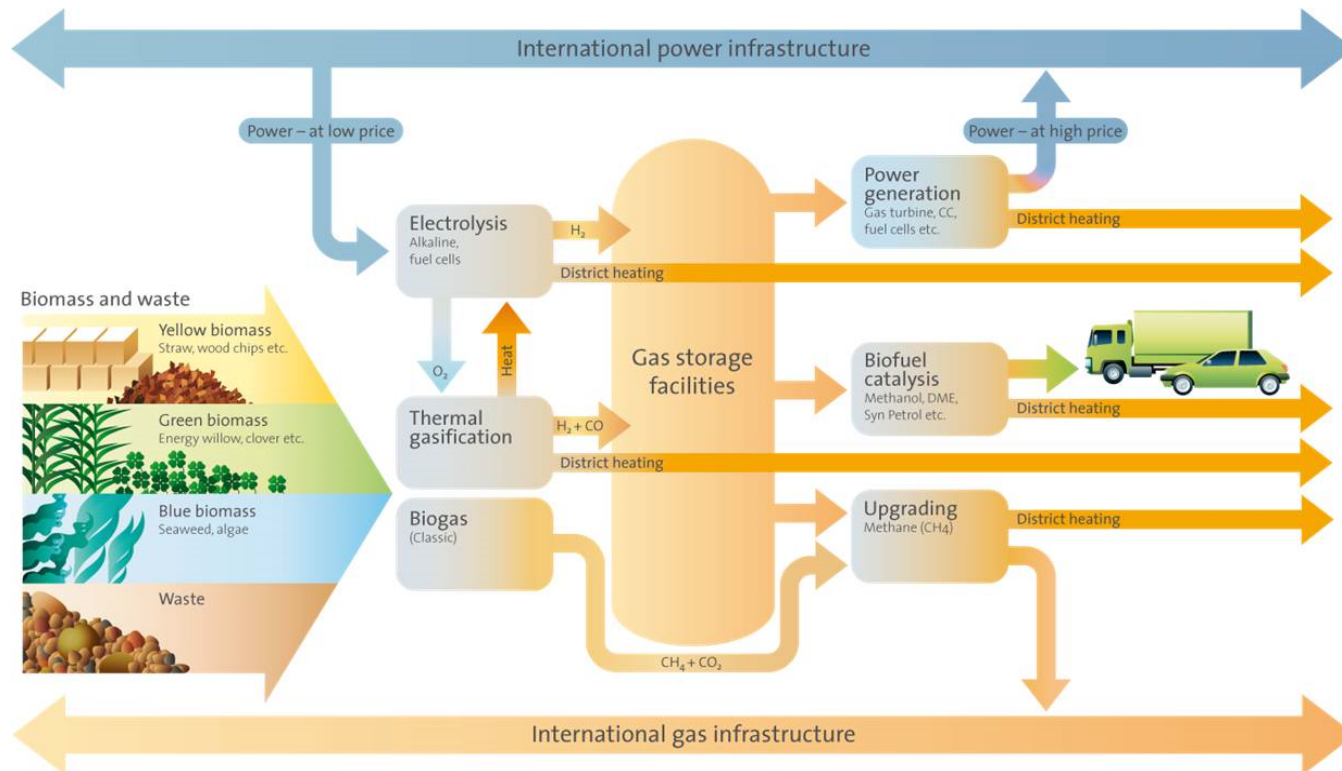 International power infrastructure
Power – at low price
Power – at high price
Electrolysis
Alkaline,
fuel cells
H₂
District heating
Power
generation
Gas turbine, CC,
fuel cells etc.
District heating
Biomass and waste
Yellow biomass
Straw, wood chips etc.
Green biomass
Energy willow, clover etc.
Blue biomass
Seaweed, algae
Waste
O₂
Heat
Thermal
gasification
H₂ + CO
District heating
Biogas
(Classic)
CH₄ + CO₂
Gas storage
facilities
Biofuel
catalysis
Methanol, DME,
Syn Petrol etc.
District heating
Upgrading
Methane (CH4)
District heating
International gas infrastructure